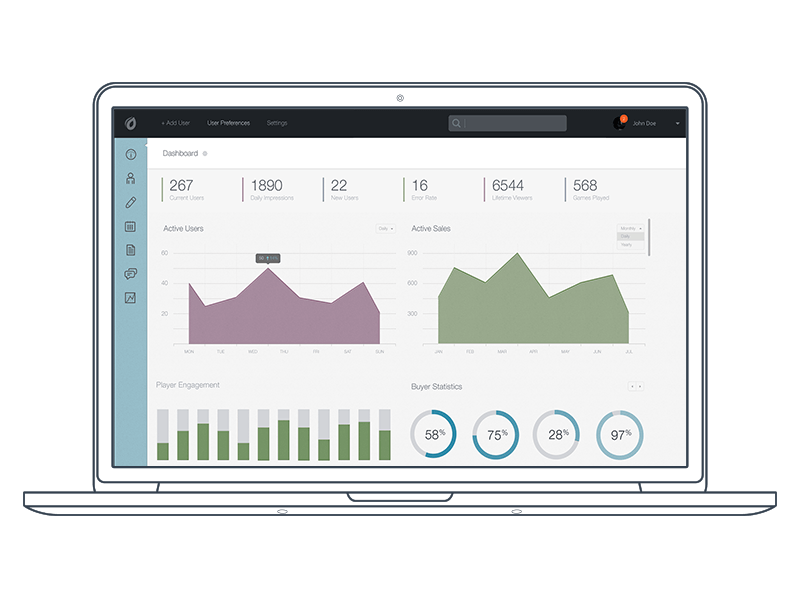 + Add User User Preferences Settings John Doe
Dashboard
267 1890 22 16 6544 568
Current Users Daily Impressions New Users Error Rate Lifetime Viewers Games Played
Active Users Daily Active Sales Monthly
Daily
Yearly
60 900
40 600
20 300
MON TUE WED THU FRI SAT SUN JAN FEB MAR APR MAY JUN JUL
Player Engagement Buyer Statistics
58% 75% 28% 97%